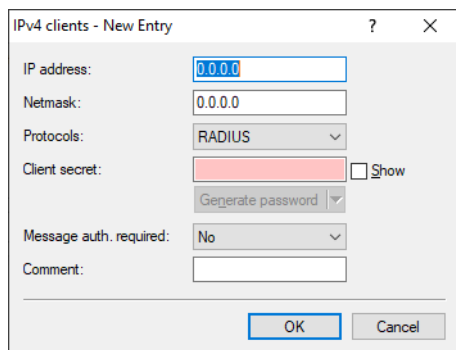 IPv4 clients - New Entry ?
IP address: 0.0.0.0
Netmask: 0.0.0.0
Protocols: RADIUS
Client secret: Show
Generate password
Message auth. required: No
Comment:
OK Cancel